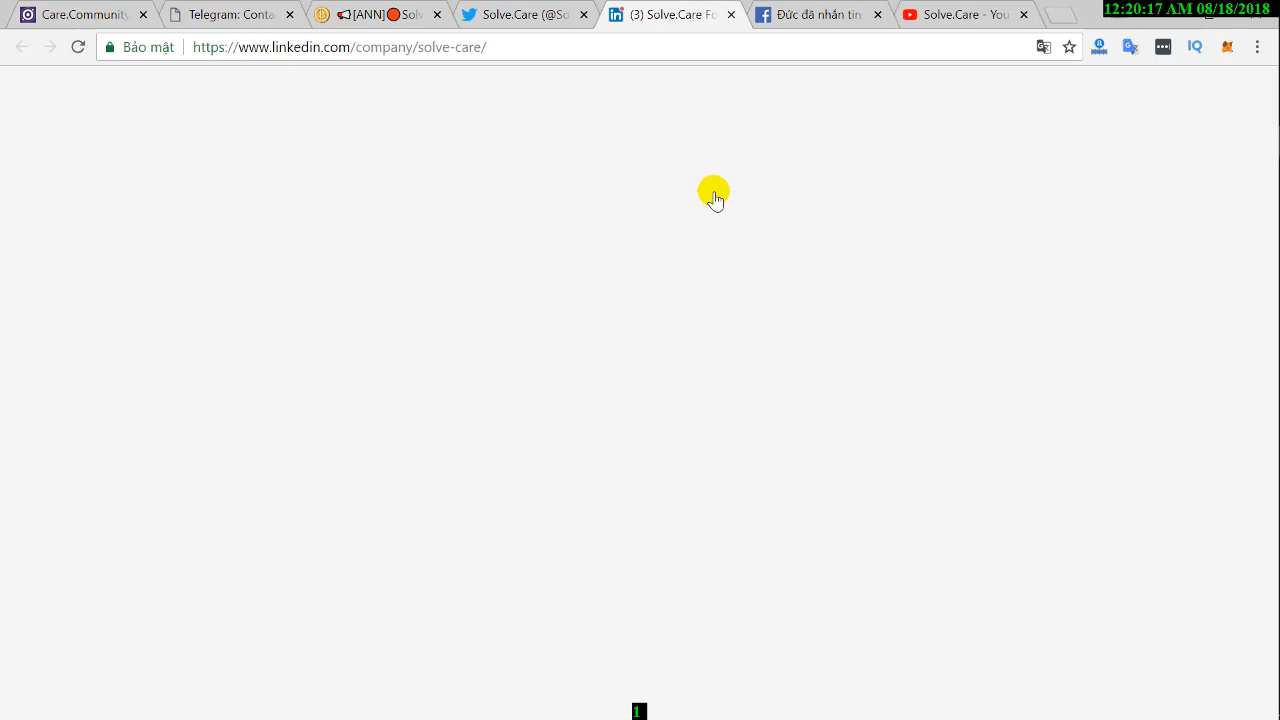 Care.Community
Telegram: Conta
[ANN]
Solve.Care (@S
(3) Solve.Care Fo
Đức đã nhắn tin
Solve.Care - You
12:20:17 AM 08/18/2018
Bảo mật
https://www.linkedin.com/company/solve-care/
IQ
1